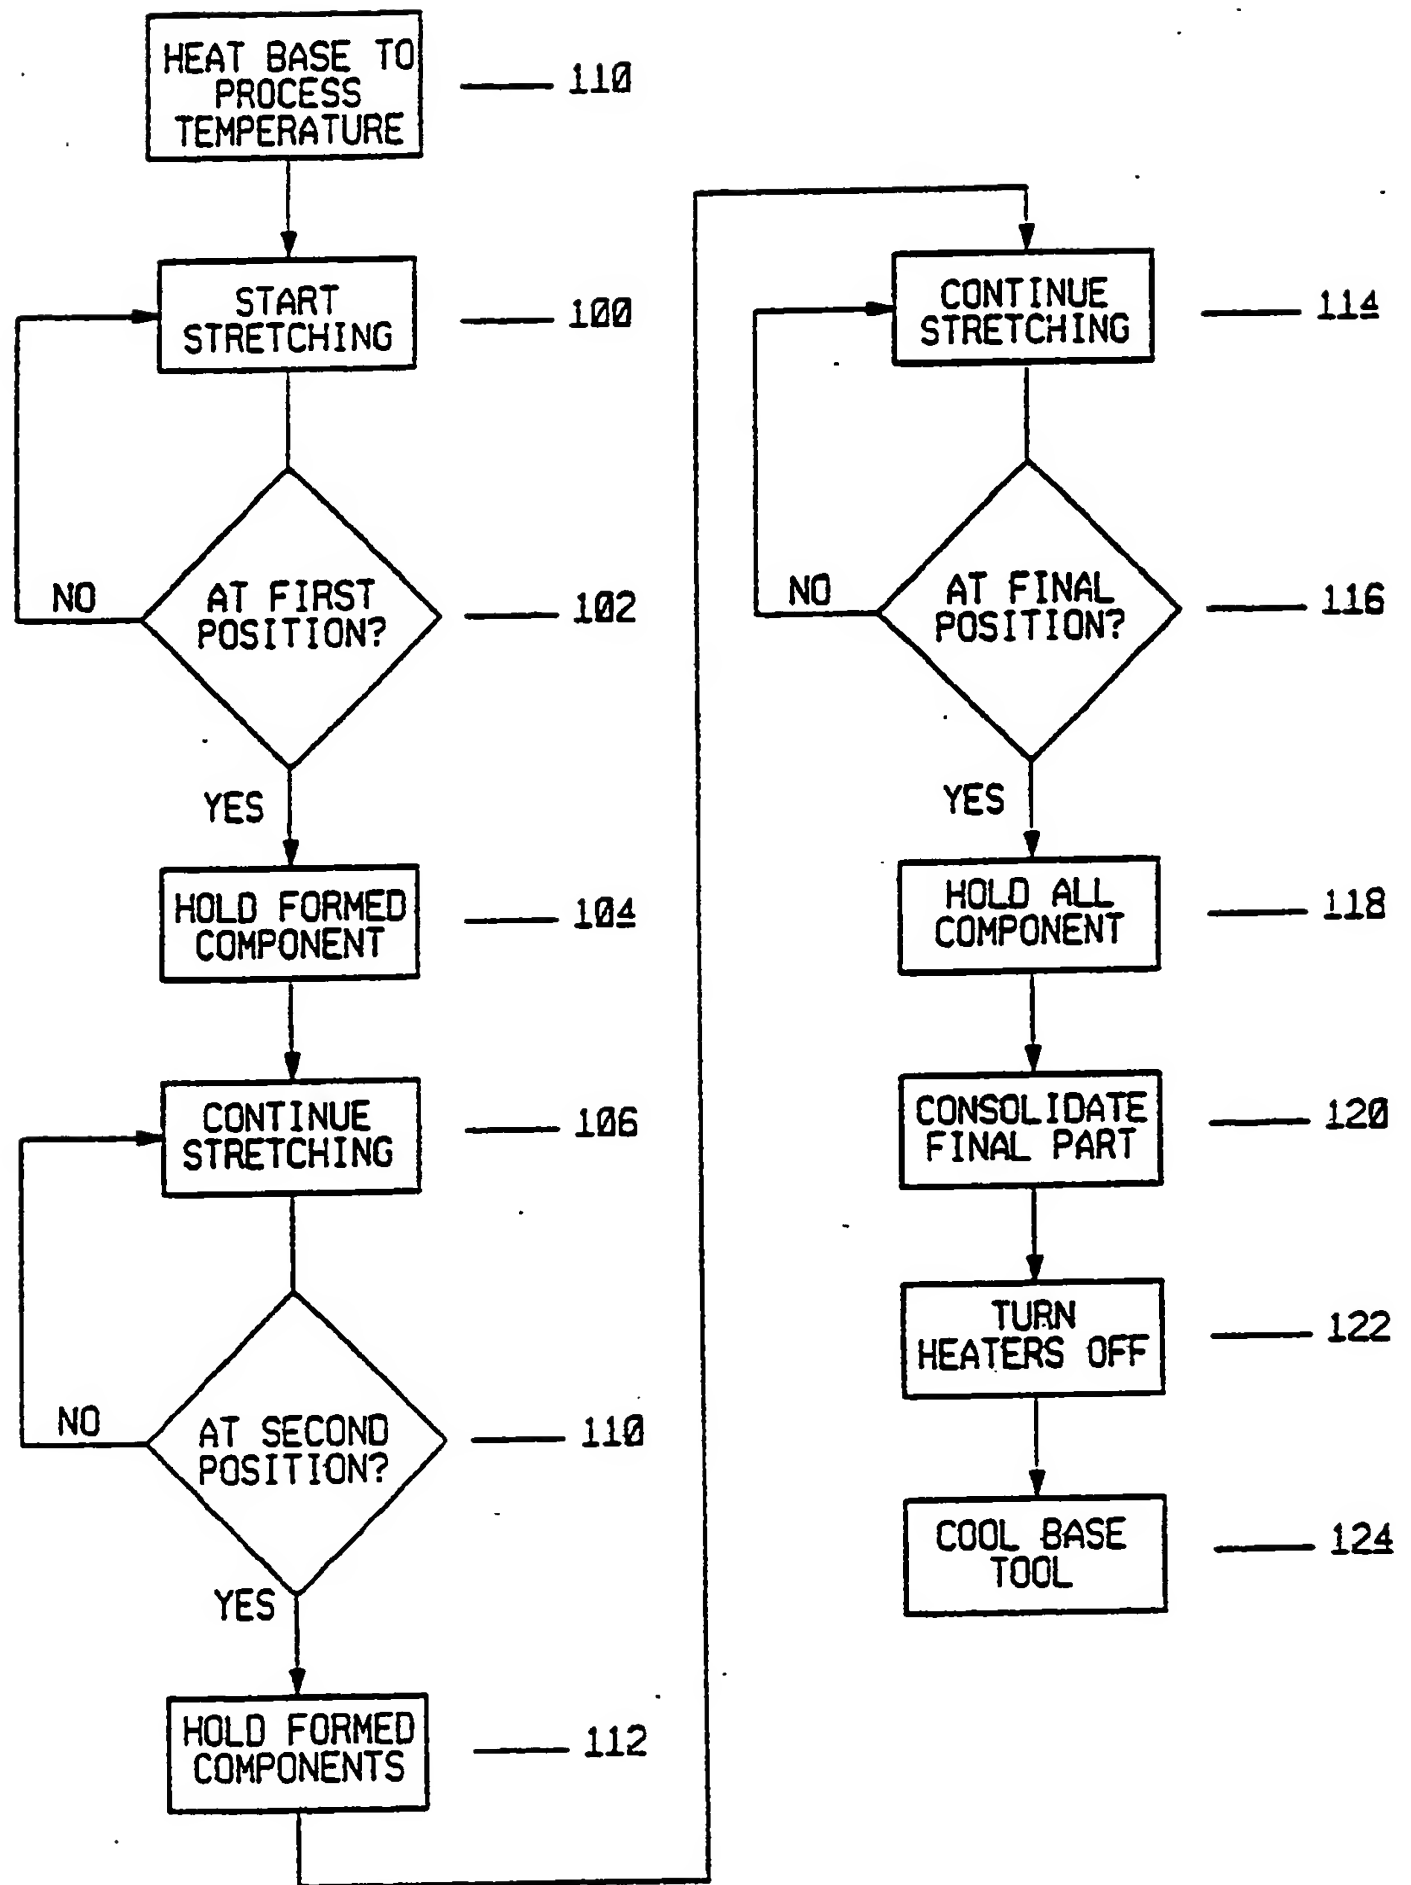 HEAT BASE TO
PROCESS
TEMPERATURE
110
START
STRETCHING
100
NO
AT FIRST
POSITION?
102
YES
HOLD FORMED
COMPONENT
104
CONTINUE
STRETCHING
106
NO
AT SECOND
POSITION?
110
YES
HOLD FORMED
COMPONENTS
112
CONTINUE
STRETCHING
114
NO
AT FINAL
POSITION?
116
YES
HOLD ALL
COMPONENT
118
CONSOLIDATE
FINAL PART
120
TURN
HEATERS OFF
122
COOL BASE
TOOL
124